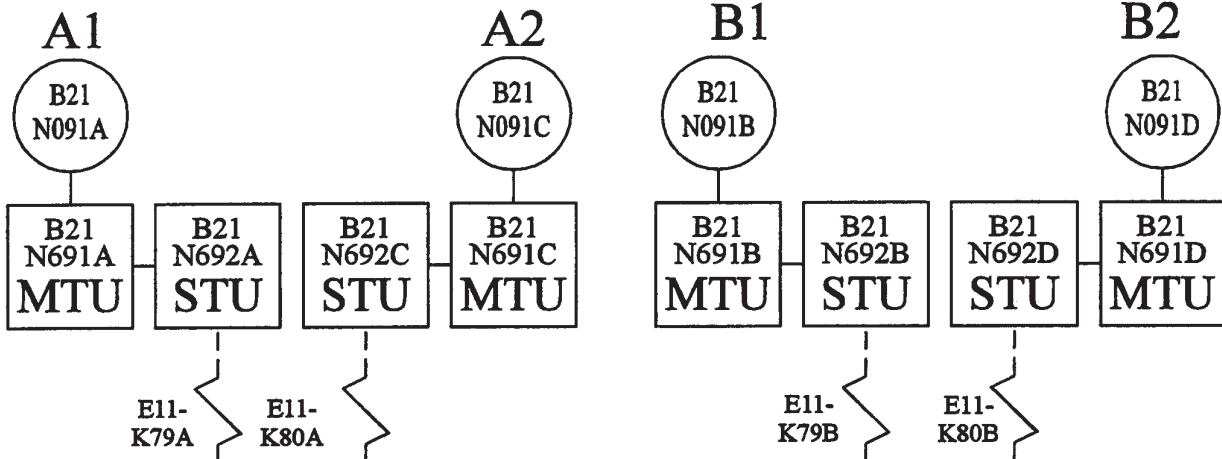 A1
A2
B1
B2
B21
N091A
B21
N091C
B21
N091B
B21
N091D
B21
N691A
MTU
B21
N692A
STU
B21
N692C
STU
B21
N691C
MTU
B21
N691B
MTU
B21
N692B
STU
B21
N692D
STU
B21
N691D
MTU
E11-
K79A
E11-
K80A
E11-
K79B
E11-
K80B